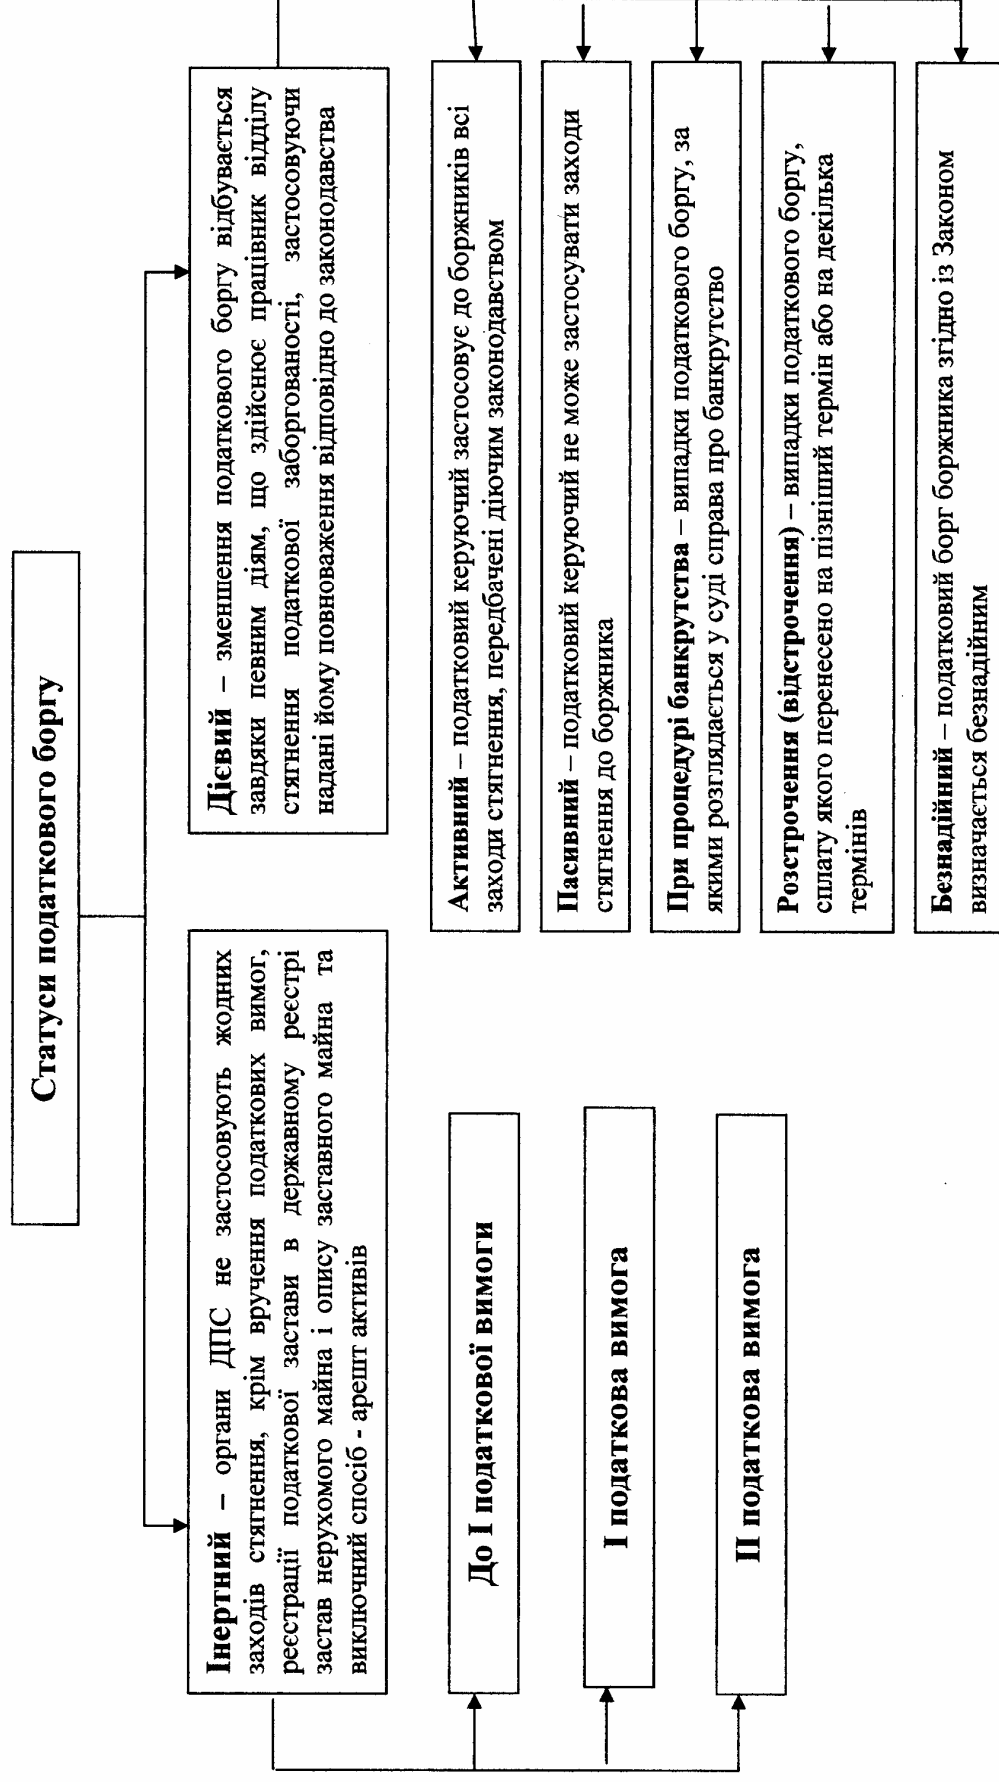 Статуси податкового боргу
Інертний – органи ДПС не застосовують жодних
заходів стягнення, крім вручення податкових вимог,
реєстрації податкової застави в державному реєстрі
застав нерухомого майна і опису заставного майна та
виключний спосіб - арешт активів
До І податкової вимоги
І податкова вимога
ІІ податкова вимога
Дієвий – зменшення податкового боргу відбувається
завдяки певним діям, що здійснює працівник відділу
стягнення податкової заборгованості, застосовуючи
надані йому повноваження відповідно до законодавства
Активний – податковий керуючий застосовує до боржників всі
заходи стягнення, передбачені діючим законодавством
Пасивний – податковий керуючий не може застосувати заходи
стягнення до боржника
При процедурі банкрутства – випадки податкового боргу, за
якими розглядається у суді справа про банкрутство
Розстрочення (відстрочення) – випадки податкового боргу,
сплату якого перенесено на пізніший термін або на декілька
термінів
Безнадійний – податковий борг боржника згідно із Законом
визначається безнадійним